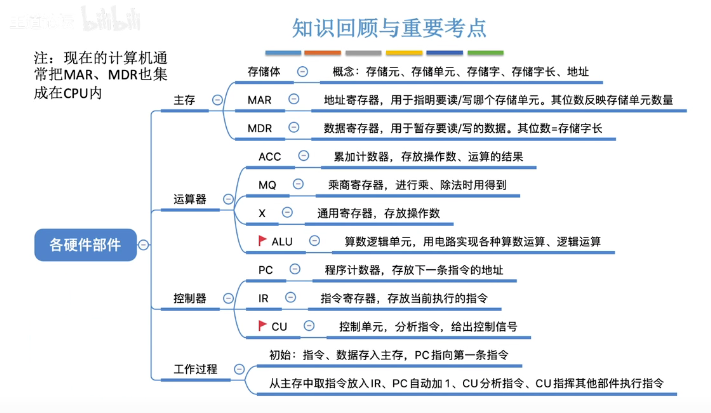 知识回顾与重要考点
注：现在的计算机通
常把MAR、MDR也集
成在CPU内
各硬件部件
主存
存储体
概念：存储元、存储单元、存储字、存储字长、地址
MAR
地址寄存器，用于指明要读/写哪个存储单元。其位数反映存储单元数量
MDR
数据寄存器，用于暂存要读/写的数据。其位数=存储字长
运算器
ACC
累加计数器，存放操作数、运算的结果
MQ
乘商寄存器，进行乘、除法时用得到
X
通用寄存器，存放操作数
ALU
算数逻辑单元，用电路实现各种算数运算、逻辑运算
控制器
PC
程序计数器，存放下一条指令的地址
IR
指令寄存器，存放当前执行的指令
CU
控制单元，分析指令，给出控制信号
工作过程
初始：指令、数据存入主存，PC指向第一条指令
从主存中取指令放入IR、PC自动加1、CU分析指令、CU指挥其他部件执行指令